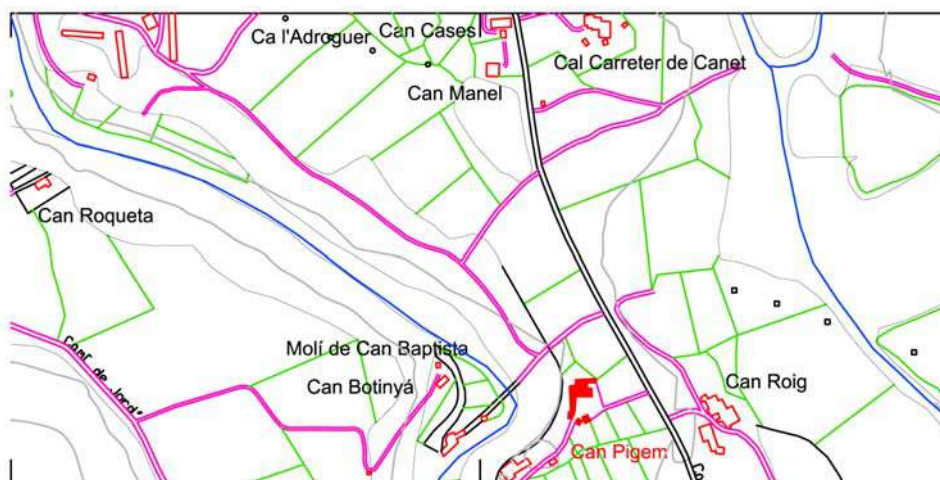 Can Cases
Ca l'Adroguer
Cal Carreter de Canet
Can Manel
Can Roqueta
Molí de Can Baptista
Can Botinyá
Can Roig
Can Pigem